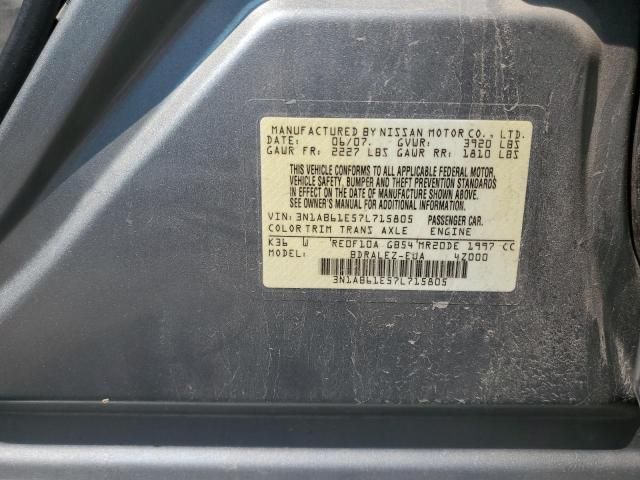 MANUFACTURED BY NISSAN MOTOR CO., LTD.
DATE: 06/07. GVWR: 3920 LBS
GAWR FR: 2227 LBS GAWR RR: 1810 LBS
THIS VEHICLE CONFORMS TO ALL APPLICABLE FEDERAL MOTOR
VEHICLE SAFETY, BUMPER AND THEFT PREVENTION STANDARDS
IN EFFECT ON THE DATE OF MANUFACTURE SHOWN ABOVE.
SEE OWNER'S MANUAL FOR ADDITIONAL INFORMATION.
VIN: 3N1AB61E57L715805 PASSENGER CAR.
COLOR TRIM TRANS AXLE ENGINE
K36 W RE0F10A GB54 MR20DE 1997 CC
MODEL: BDRALEZ-EUA 4Z000
3N1AB61E57L715805